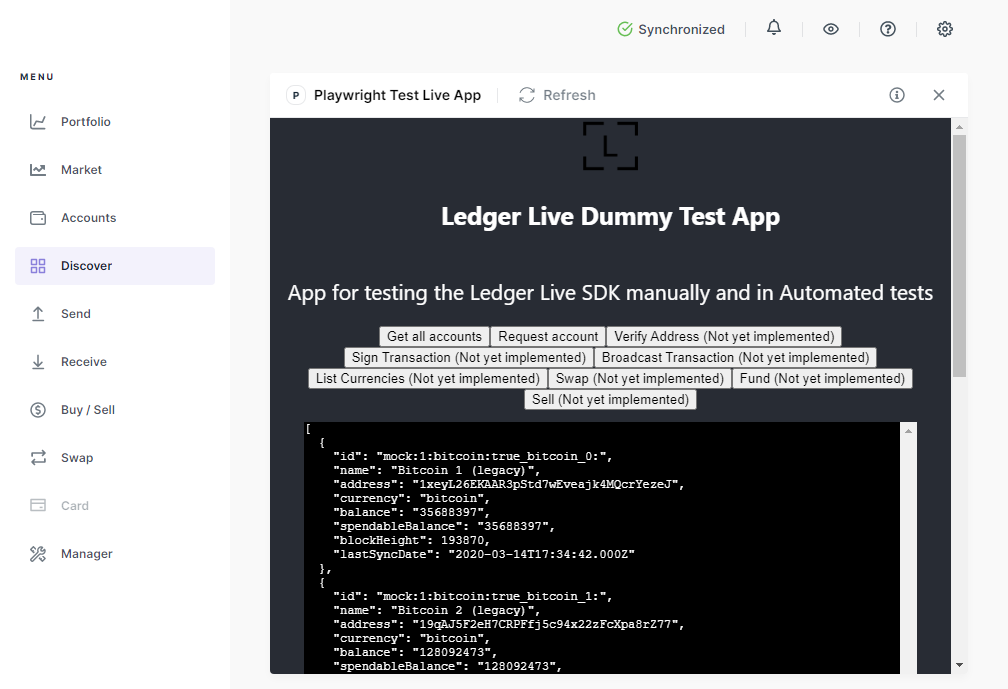 Synchronized
MENU
Portfolio
Market
Accounts
Discover
Send
Receive
Buy / Sell
Swap
Card
Manager
P Playwright Test Live App Refresh
L
Ledger Live Dummy Test App
App for testing the Ledger Live SDK manually and in Automated tests
Get all accounts Request account Verify Address (Not yet implemented)
Sign Transaction (Not yet implemented) Broadcast Transaction (Not yet implemented)
List Currencies (Not yet implemented) Swap (Not yet implemented) Fund (Not yet implemented)
Sell (Not yet implemented)
[
{
"id": "mock:1:bitcoin:true_bitcoin_0:",
"name": "Bitcoin 1 (legacy)",
"address": "1xeyL26EKAAR3pStd7wEveajk4MQcrYezeJ",
"currency": "bitcoin",
"balance": "35688397",
"spendableBalance": "35688397",
"blockHeight": 193870,
"lastSyncDate": "2020-03-14T17:34:42.000Z"
},
{
"id": "mock:1:bitcoin:true_bitcoin_1:",
"name": "Bitcoin 2 (legacy)",
"address": "19qAJ5F2eH7CRPFfj5c94x22zFcXpa8rZ77",
"currency": "bitcoin",
"balance": "128092473",
"spendableBalance": "128092473",